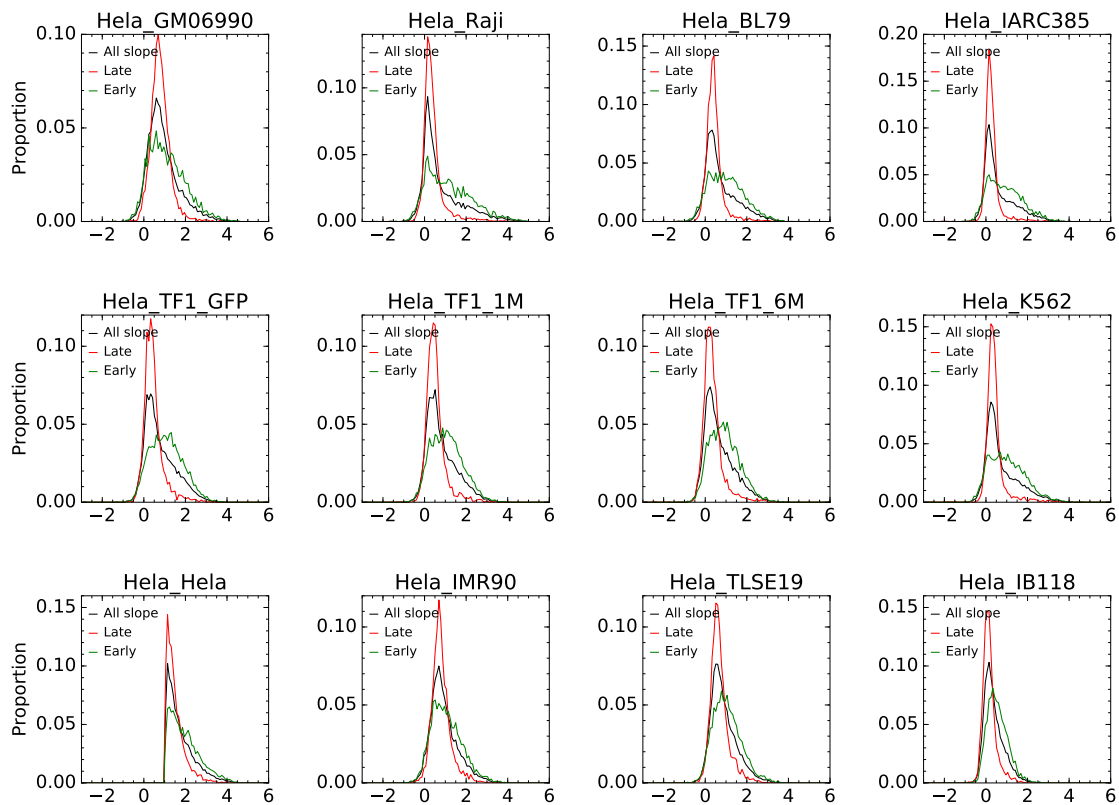 Hela_GM06990 Hela_Raji Hela_BL79 Hela_IARC385
0.10 0.20
All slope All slope 0.15 All slope All slope
Late Late Late Late
Early Early Early 0.15 Early
0.10
0.10
0.05 0.10
0.05 0.05 0.05
Proportion
0.00 0.00 0.00 0.00
−2 0 2 4 6 −2 0 2 4 6 −2 0 2 4 6 −2 0 2 4 6
Hela_TF1_GFP Hela_TF1_1M Hela_TF1_6M Hela_K562
All slope All slope All slope 0.15 All slope
0.10 Late 0.10 Late 0.10 Late Late
Early Early Early Early
0.10
0.05 0.05 0.05 0.05
Proportion
0.00 0.00 0.00 0.00
−2 0 2 4 6 −2 0 2 4 6 −2 0 2 4 6 −2 0 2 4 6
Hela_Hela Hela_IMR90 Hela_TLSE19 Hela_IB118
0.15 All slope All slope All slope 0.15 All slope
Late 0.10 Late 0.10 Late Late
Early Early Early Early
0.10 0.10
0.05 0.05 0.05 0.05
Proportion
0.00 0.00 0.00 0.00
−2 0 2 4 6 −2 0 2 4 6 −2 0 2 4 6 −2 0 2 4 6